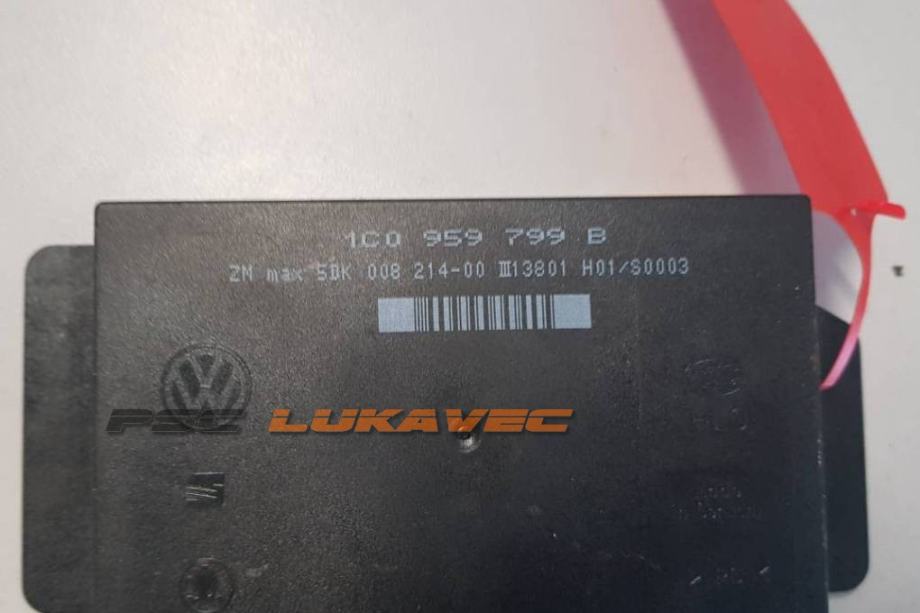 1C0 959 799 B
ZM max 5DK 008 214-00 III13801 H01/S0003
PSC LUKAVEC